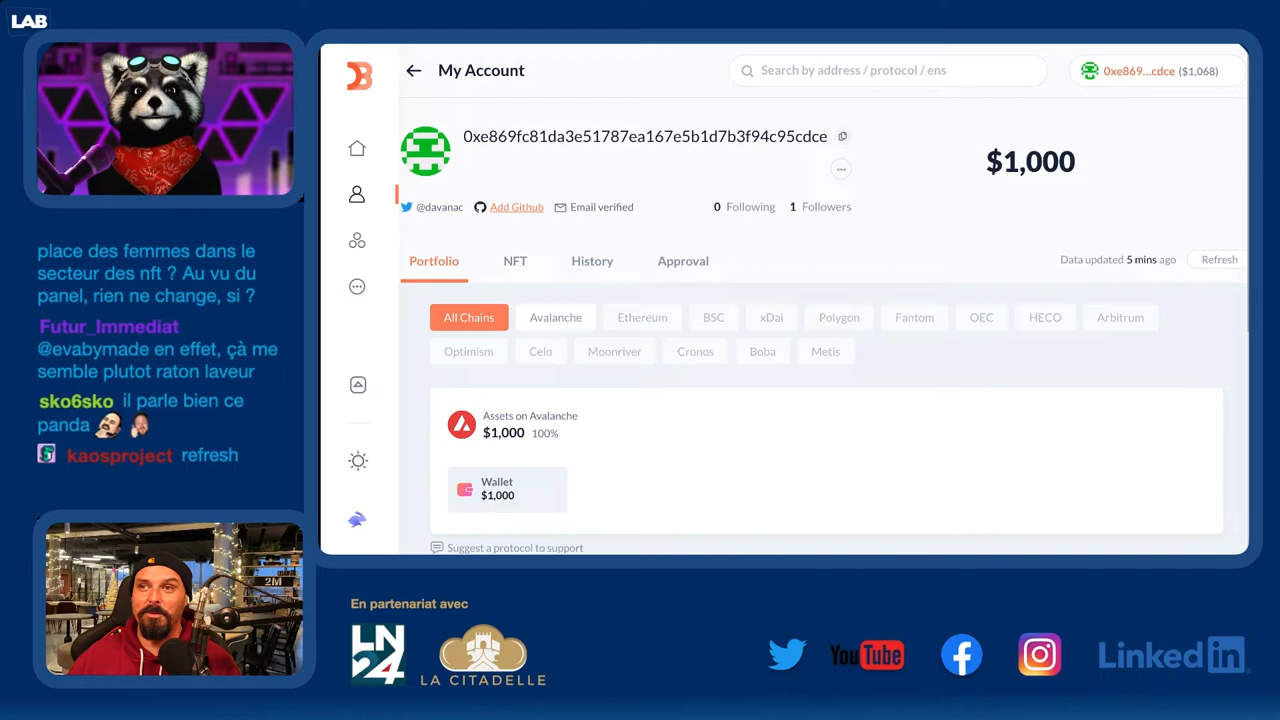 LAB
place des femmes dans le
secteur des nft ? Au vu du
panel, rien ne change, si ?
Futur_Immediat
@evabymade en effet, çà me
semble plutot raton laveur
sko6sko il parle bien ce
panda
kaosproject refresh
My Account
Search by address / protocol / ens
0xe869...cdce ($1,068)
0xe869fc81da3e51787ea167e5b1d7b3f94c95cdce
$1,000
@davanac Add Github Email verified
0 Following 1 Followers
Portfolio NFT History Approval
Data updated 5 mins ago Refresh
All Chains Avalanche Ethereum BSC xDai Polygon Fantom OEC HECO Arbitrum
Optimism Celo Moonriver Cronos Boba Metis
Assets on Avalanche
$1,000 100%
Wallet
$1,000
Suggest a protocol to support
2M
En partenariat avec
LN
24
LA CITADELLE
YouTube
LinkedIn